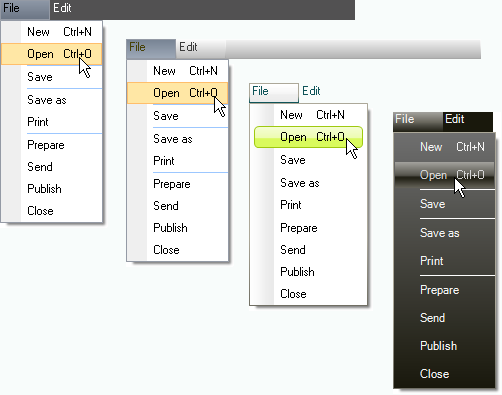 File Edit
New Ctrl+N
Open Ctrl+O
Save
Save as
Print
Prepare
Send
Publish
Close
File Edit
New Ctrl+N
Open Ctrl+O
Save
Save as
Print
Prepare
Send
Publish
Close
File Edit
New Ctrl+N
Open Ctrl+O
Save
Save as
Print
Prepare
Send
Publish
Close
File Edit
New Ctrl+N
Open Ctrl+O
Save
Save as
Print
Prepare
Send
Publish
Close